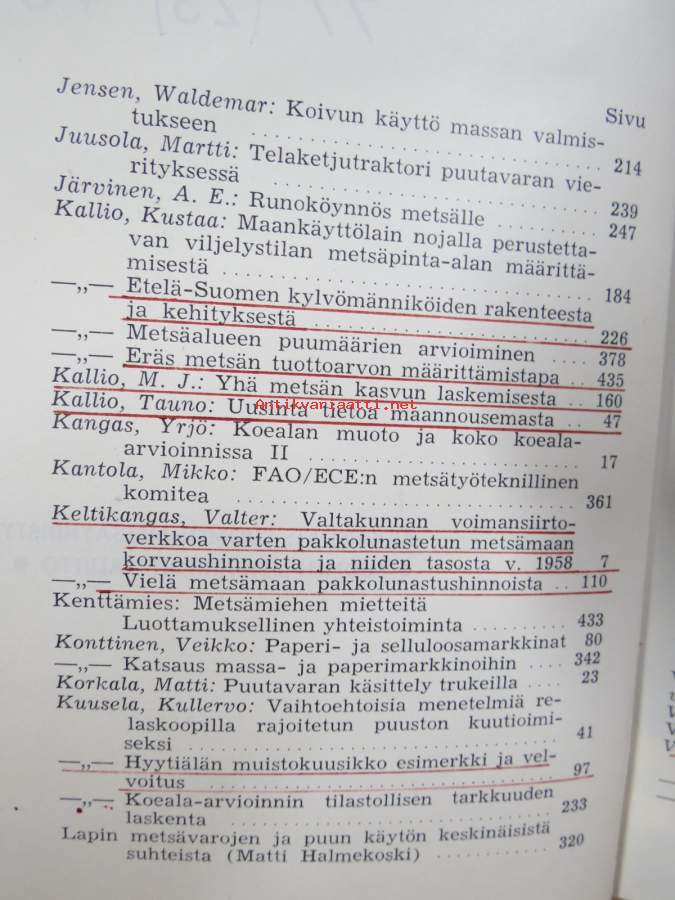 Sivu
Jensen, Waldemar: Koivun käyttö massan valmis-
tukseen 214
Juusola, Martti: Telaketjutraktori puutavaran vie-
rityksessä 239
Järvinen, A. E.: Runoköynnös metsälle 247
Kallio, Kustaa: Maankäyttölain nojalla perustetta-
van viljelystilan metsäpinta-alan määrittä-
misestä 184
—„— Etelä-Suomen kylvömänniköiden rakenteesta
ja kehityksestä 226
—„— Metsäalueen puumäärien arvioiminen .... 378
—„— Eräs metsän tuottoarvon määrittämistapa .. 435
Kallio, M. J.: Yhä metsän kasvun laskemisesta .. 160
Kallio, Tauno: Uusinta tietoa maannousemasta .. 47
Antikvariaatti.net
Kangas, Yrjö: Koealan muoto ja koko koeala-
arvioinnissa II 17
Kantola, Mikko: FAO/ECE:n metsätyöteknillinen
komitea 361
Keltikangas, Valter: Valtakunnan voimansiirto-
verkkoa varten pakkolunastetun metsämaan
korvaushinnoista ja niiden tasosta v. 1958 7
—„— Vielä metsämaan pakkolunastushinnoista .. 110
Kenttämies: Metsämiehen mietteitä
Luottamuksellinen yhteistoiminta 433
Konttinen, Veikko: Paperi- ja selluloosamarkkinat 80
—„— Katsaus massa- ja paperimarkkinoihin .... 342
Korkala, Matti: Puutavaran käsittely trukeilla .... 23
Kuusela, Kullervo: Vaihtoehtoisia menetelmiä re-
laskoopilla rajoitetun puuston kuutioimi-
seksi 41
—„— Hyytiälän muistokuusikko esimerkki ja vel-
voitus 97
—„— Koeala-arvioinnin tilastollisen tarkkuuden
laskenta 233
Lapin metsävarojen ja puun käytön keskinäisistä
suhteista (Matti Halmekoski) 320